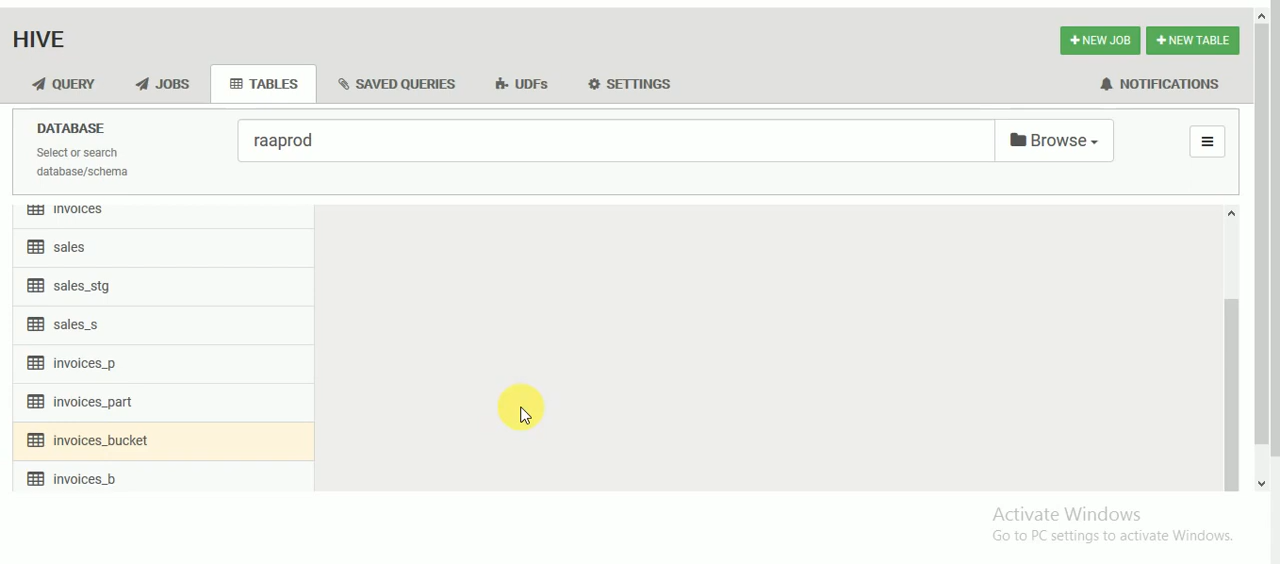 HIVE
NEW JOB
NEW TABLE
QUERY
JOBS
TABLES
SAVED QUERIES
UDFs
SETTINGS
NOTIFICATIONS
DATABASE
Select or search
database/schema
raaprod
Browse
invoices
sales
sales_stg
sales_s
invoices_p
invoices_part
invoices_bucket
invoices_b
Activate Windows
Go to PC settings to activate Windows.